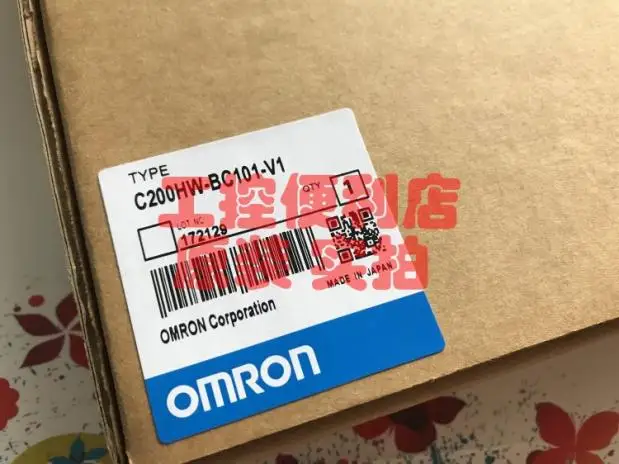 TYPE
C200HW-BC101-V1
LOT NO. QTY 1
172129
MADE IN JAPAN
OMRON Corporation
OMRON
工控便利店
原装 实拍